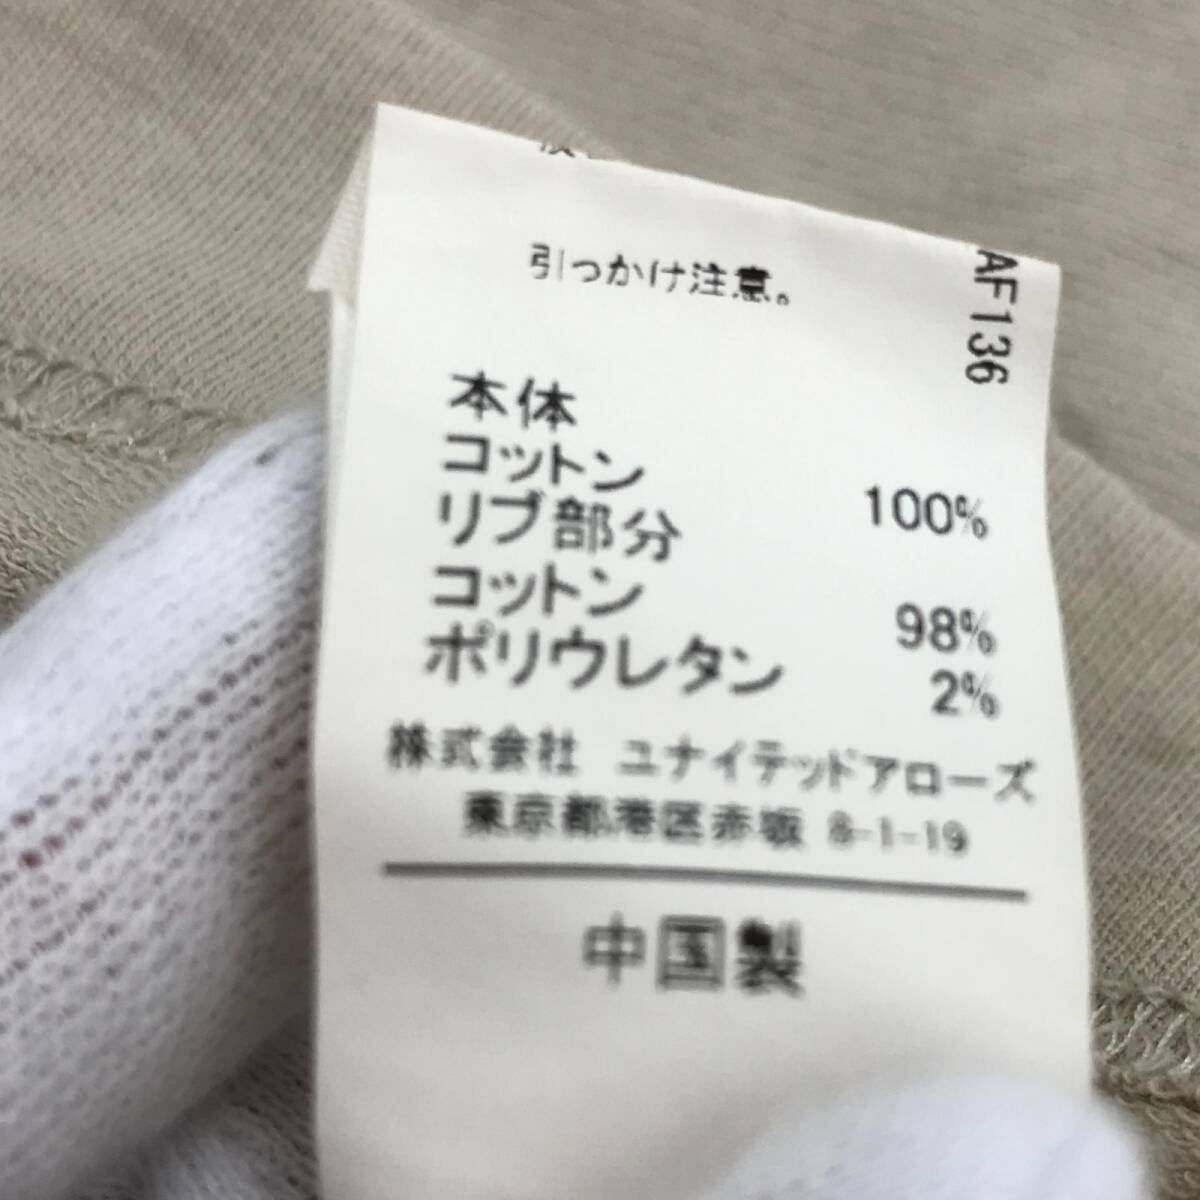 引っかけ注意。
AF136
本体
コットン 100%
リブ部分
コットン 98%
ポリウレタン 2%
株式会社 ユナイテッドアローズ
東京都港区赤坂 8-1-19
中国製